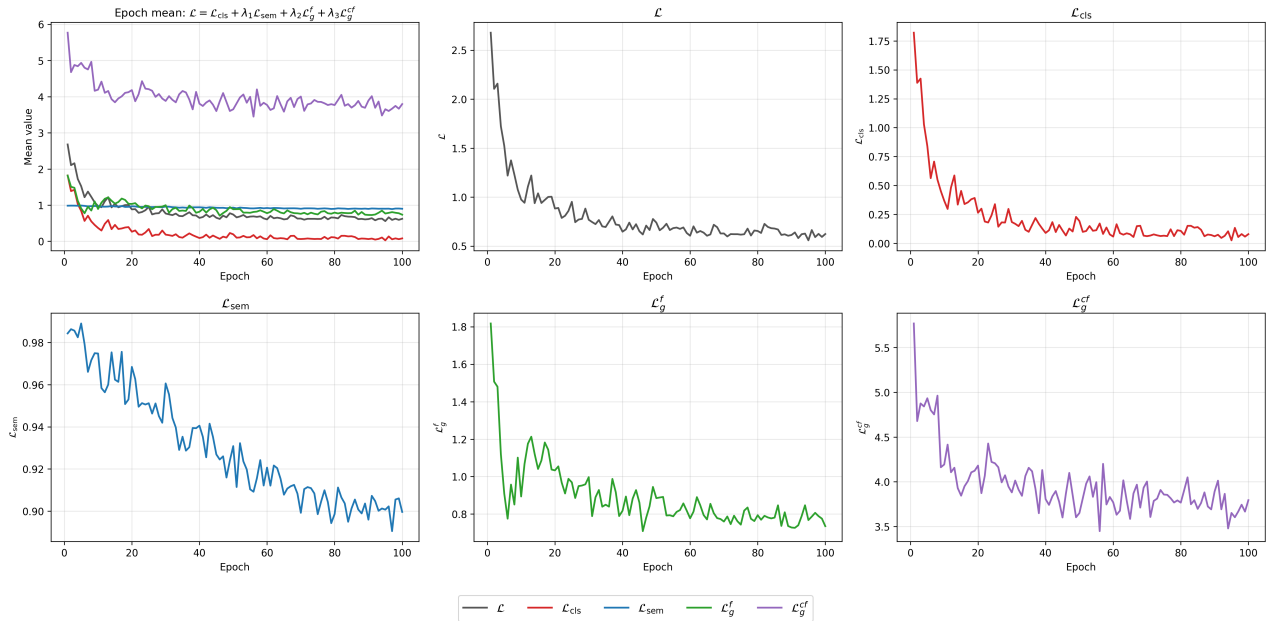 Epoch mean: ℒ = ℒ_cls + λ₁ℒ_sem + λ₂ℒ_g^f + λ₃ℒ_g^cf
Mean value
6
5
4
3
2
1
0
0 20 40 60 80 100
Epoch
ℒ
ℒ
2.5
2.0
1.5
1.0
0.5
0 20 40 60 80 100
Epoch
ℒ_cls
ℒ_cls
1.75
1.50
1.25
1.00
0.75
0.50
0.25
0.00
0 20 40 60 80 100
Epoch
ℒ_sem
ℒ_sem
0.98
0.96
0.94
0.92
0.90
0 20 40 60 80 100
Epoch
ℒ_g^f
ℒ_g^f
1.8
1.6
1.4
1.2
1.0
0.8
0 20 40 60 80 100
Epoch
ℒ_g^cf
ℒ_g^cf
5.5
5.0
4.5
4.0
3.5
0 20 40 60 80 100
Epoch
ℒ ℒ_cls ℒ_sem ℒ_g^f ℒ_g^cf